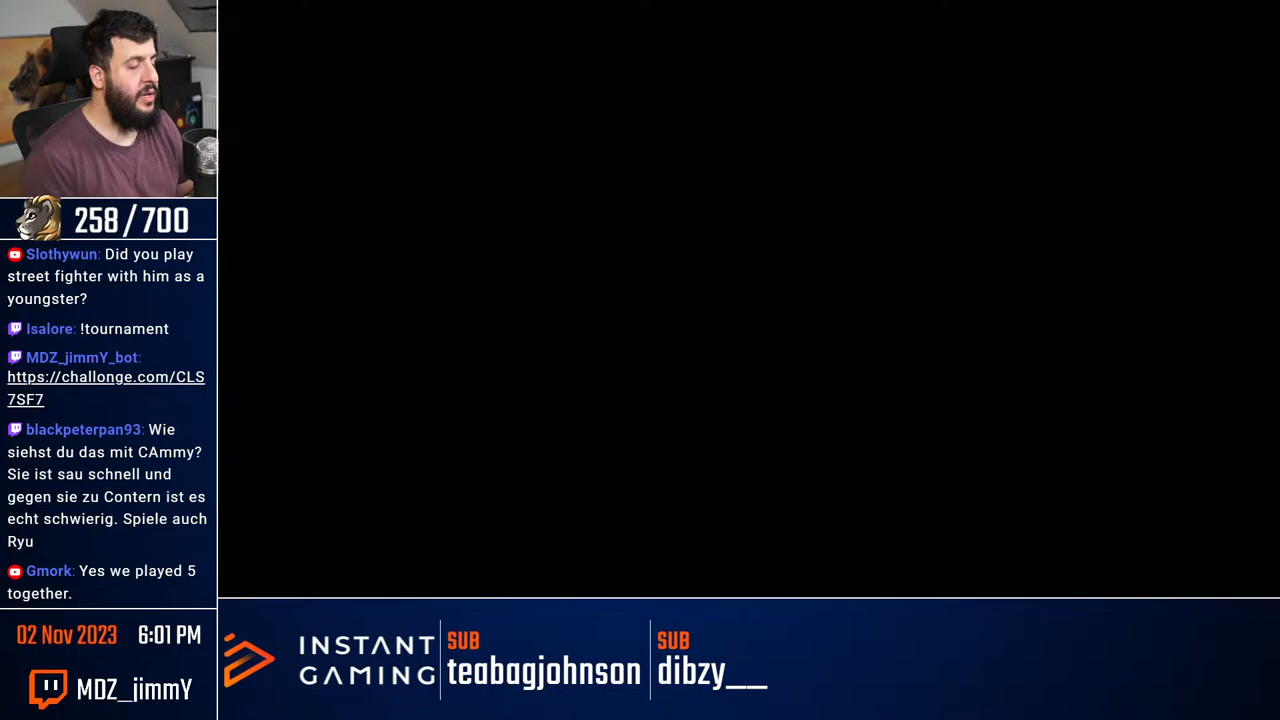 258 / 700
Slothywun: Did you play
street fighter with him as a
youngster?
Isalore: !tournament
MDZ_jimmY_bot:
https://challonge.com/CLS
7SF7
blackpeterpan93: Wie
siehst du das mit CAmmy?
Sie ist sau schnell und
gegen sie zu Contern ist es
echt schwierig. Spiele auch
Ryu
Gmork: Yes we played 5
together.
02 Nov 2023 6:01 PM
MDZ_jimmY
INSTANT
GAMING
SUB
teabagjohnson
SUB
dibzy__